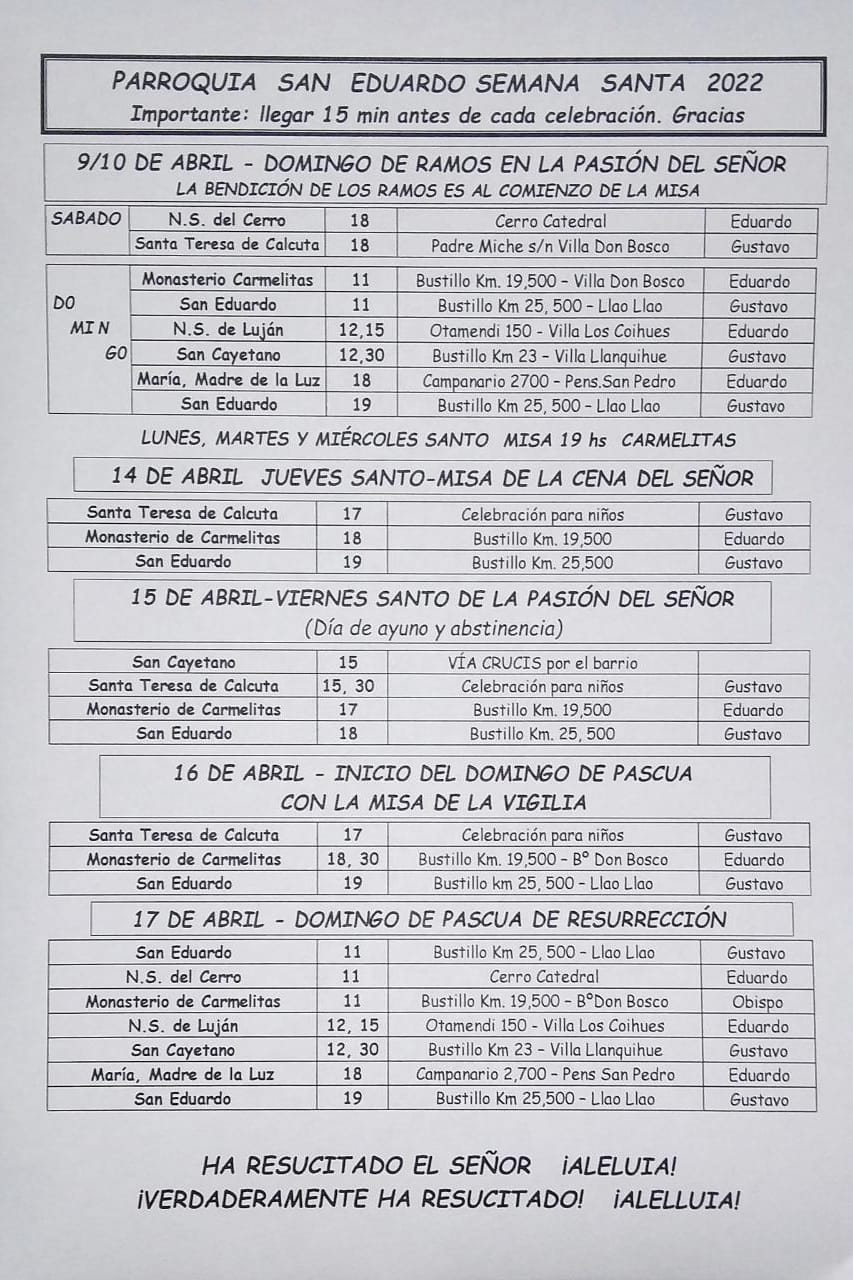 PARROQUIA SAN EDUARDO SEMANA SANTA 2022
Importante: llegar 15 min antes de cada celebración. Gracias
9/10 DE ABRIL - DOMINGO DE RAMOS EN LA PASIÓN DEL SEÑOR
LA BENDICIÓN DE LOS RAMOS ES AL COMIENZO DE LA MISA
SABADO N.S. del Cerro 18 Cerro Catedral Eduardo
Santa Teresa de Calcuta 18 Padre Miche s/n Villa Don Bosco Gustavo
Monasterio Carmelitas 11 Bustillo Km. 19,500 – Villa Don Bosco Eduardo
DO San Eduardo 11 Bustillo Km 25, 500 – Llao Llao Gustavo
MIN N.S. de Luján 12,15 Otamendi 150 - Villa Los Coihues Eduardo
GO San Cayetano 12,30 Bustillo Km 23 – Villa Llanquihue Gustavo
María, Madre de la Luz 18 Campanario 2700 – Pens.San Pedro Eduardo
San Eduardo 19 Bustillo Km 25, 500 – Llao Llao Gustavo
LUNES, MARTES Y MIÉRCOLES SANTO MISA 19 hs CARMELITAS
14 DE ABRIL JUEVES SANTO-MISA DE LA CENA DEL SEÑOR
Santa Teresa de Calcuta 17 Celebración para niños Gustavo
Monasterio de Carmelitas 18 Bustillo Km. 19,500 Eduardo
San Eduardo 19 Bustillo Km. 25,500 Gustavo
15 DE ABRIL-VIERNES SANTO DE LA PASIÓN DEL SEÑOR
(Día de ayuno y abstinencia)
San Cayetano 15 VÍA CRUCIS por el barrio
Santa Teresa de Calcuta 15, 30 Celebración para niños Gustavo
Monasterio de Carmelitas 17 Bustillo Km. 19,500 Eduardo
San Eduardo 18 Bustillo Km. 25, 500 Gustavo
16 DE ABRIL - INICIO DEL DOMINGO DE PASCUA
CON LA MISA DE LA VIGILIA
Santa Teresa de Calcuta 17 Celebración para niños Gustavo
Monasterio de Carmelitas 18, 30 Bustillo Km. 19,500 – Bº Don Bosco Eduardo
San Eduardo 19 Bustillo km 25, 500 – Llao Llao Gustavo
17 DE ABRIL - DOMINGO DE PASCUA DE RESURRECCIÓN
San Eduardo 11 Bustillo Km 25, 500 – Llao Llao Gustavo
N.S. del Cerro 11 Cerro Catedral Eduardo
Monasterio de Carmelitas 11 Bustillo Km. 19,500 – BºDon Bosco Obispo
N.S. de Luján 12, 15 Otamendi 150 - Villa Los Coihues Eduardo
San Cayetano 12, 30 Bustillo Km 23 – Villa Llanquihue Gustavo
María, Madre de la Luz 18 Campanario 2,700 – Pens San Pedro Eduardo
San Eduardo 19 Bustillo Km 25,500 – Llao Llao Gustavo
HA RESUCITADO EL SEÑOR ¡ALELUIA!
¡VERDADERAMENTE HA RESUCITADO! ¡ALELLUIA!